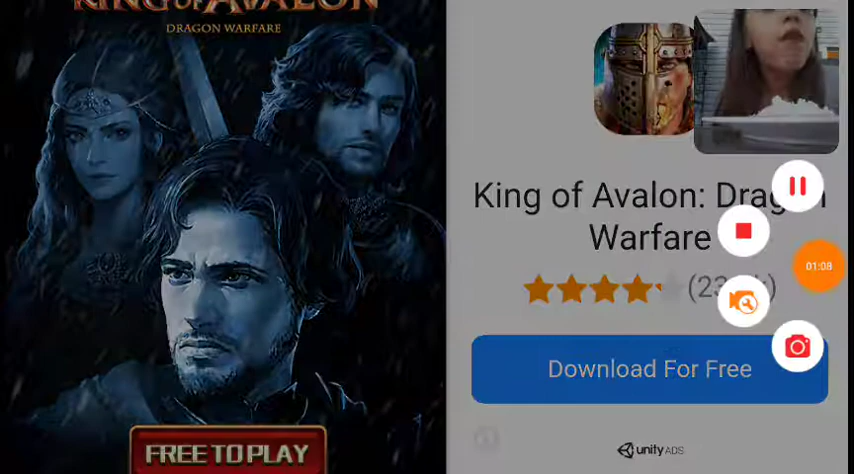 KING OF AVALON
DRAGON WARFARE
FREE TO PLAY
King of Avalon:
Warfare
01:08
Download For Free
unity ADS